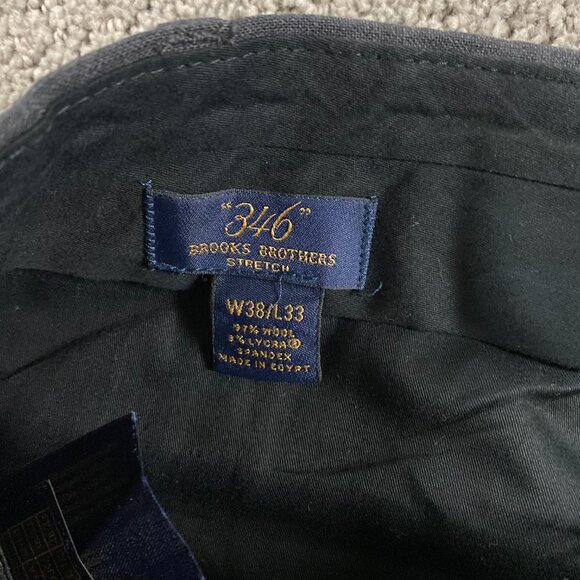 "346"
BROOKS BROTHERS
STRETCH
W38/L33
97% WOOL
3% LYCRA®
SPANDEX
MADE IN EGYPT